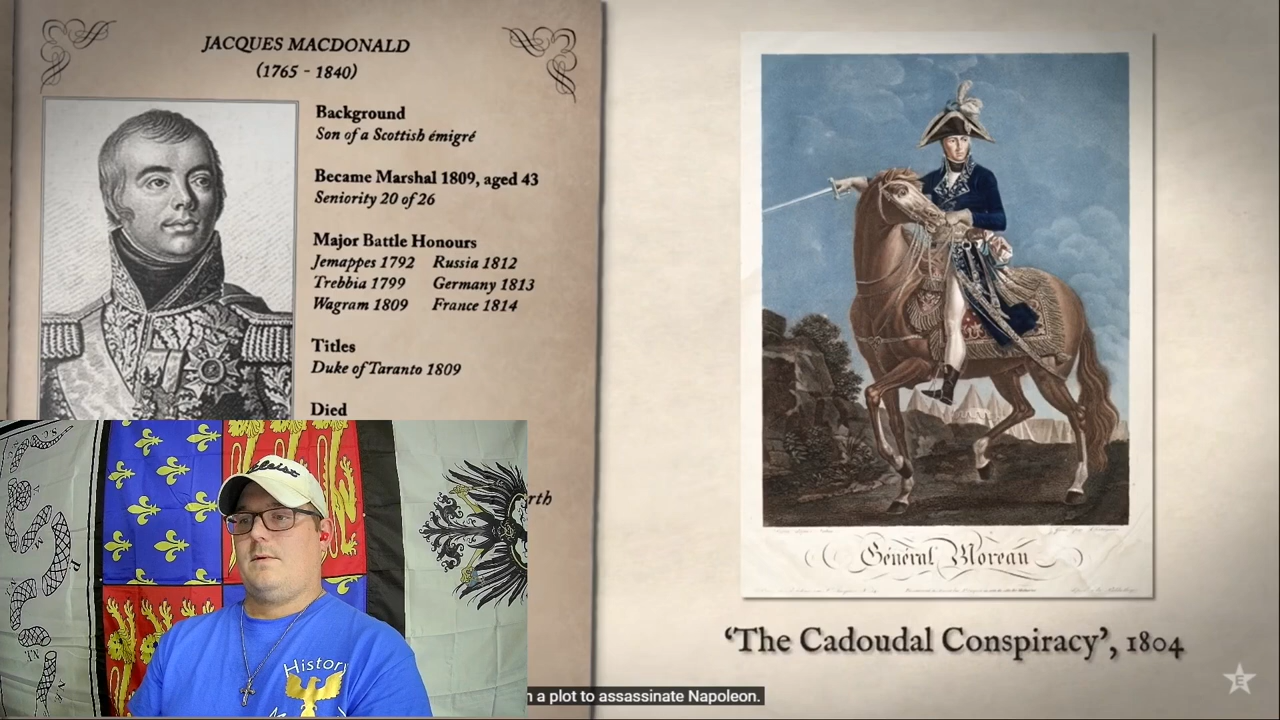 JACQUES MACDONALD
(1765 - 1840)
Background
Son of a Scottish émigré
Became Marshal 1809, aged 43
Seniority 20 of 26
Major Battle Honours
Jemappes 1792 Russia 1812
Trebbia 1799 Germany 1813
Wagram 1809 France 1814
Titles
Duke of Taranto 1809
Died
rth
Général Moreau
'The Cadoudal Conspiracy', 1804
n a plot to assassinate Napoleon.
Titleist
History
E